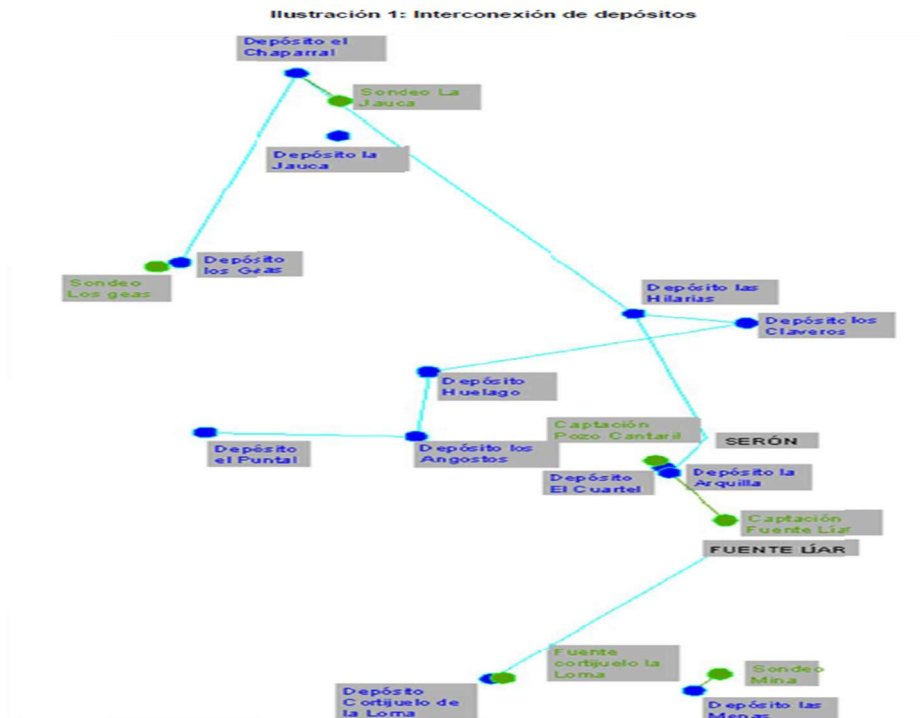 Ilustración 1: Interconexión de depósitos
Depósito el
Chaparral
Sondeo La
Jauca
Depósito la
Jauca
Depósito
los Geas
Sondeo
Los geas
Depósito las
Hilarias
Depósito los
Claveros
Depósito
Huelago
Captación
Pozo Cantaril
SERÓN
Depósito
el Puntal
Depósito los
Angostos
Depósito
El Cuartel
Depósito la
Arquilla
Captación
Fuente Líar
FUENTE LÍAR
Fuente
cortijuelo la
Loma
Sondeo
Mina
Depósito
Cortijuelo de
la Loma
Depósito las
Menas